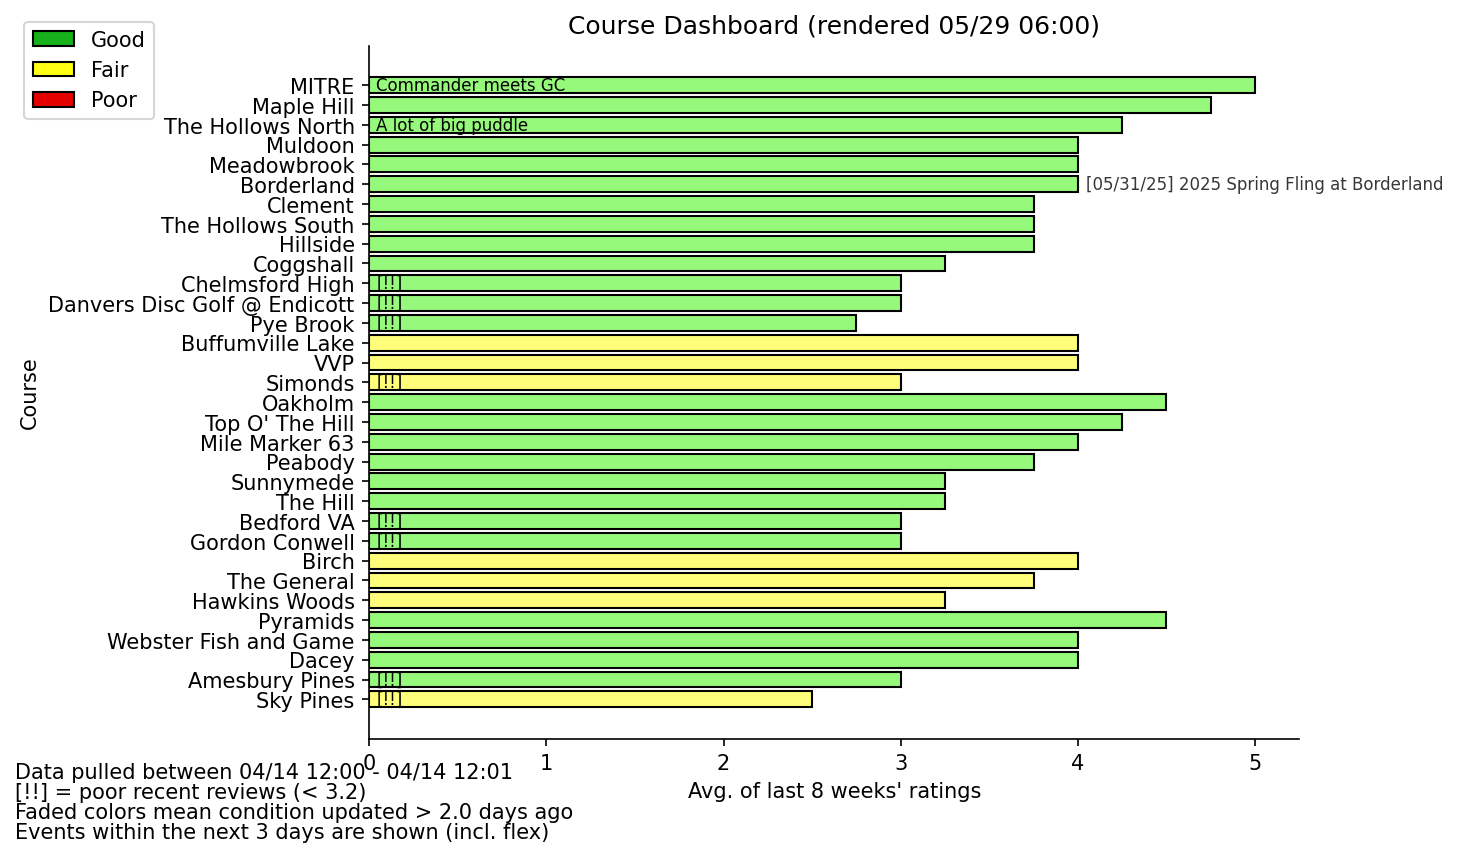 Course Dashboard (rendered 05/29 06:00)
Good
Fair
Poor
MITRE
Commander meets GC
Maple Hill
The Hollows North
A lot of big puddle
Muldoon
Meadowbrook
Borderland
[05/31/25] 2025 Spring Fling at Borderland
Clement
The Hollows South
Hillside
Coggshall
Chelmsford High
[!!]
Danvers Disc Golf @ Endicott
[!!]
Pye Brook
[!!]
Buffumville Lake
VVP
Simonds
[!!]
Oakholm
Top O' The Hill
Mile Marker 63
Peabody
Sunnymede
The Hill
Bedford VA
[!!]
Gordon Conwell
[!!]
Birch
The General
Hawkins Woods
Pyramids
Webster Fish and Game
Dacey
Amesbury Pines
[!!]
Sky Pines
[!!]
Course
0 1 2 3 4 5
Avg. of last 8 weeks' ratings
Data pulled between 04/14 12:00 - 04/14 12:01
[!!] = poor recent reviews (< 3.2)
Faded colors mean condition updated > 2.0 days ago
Events within the next 3 days are shown (incl. flex)